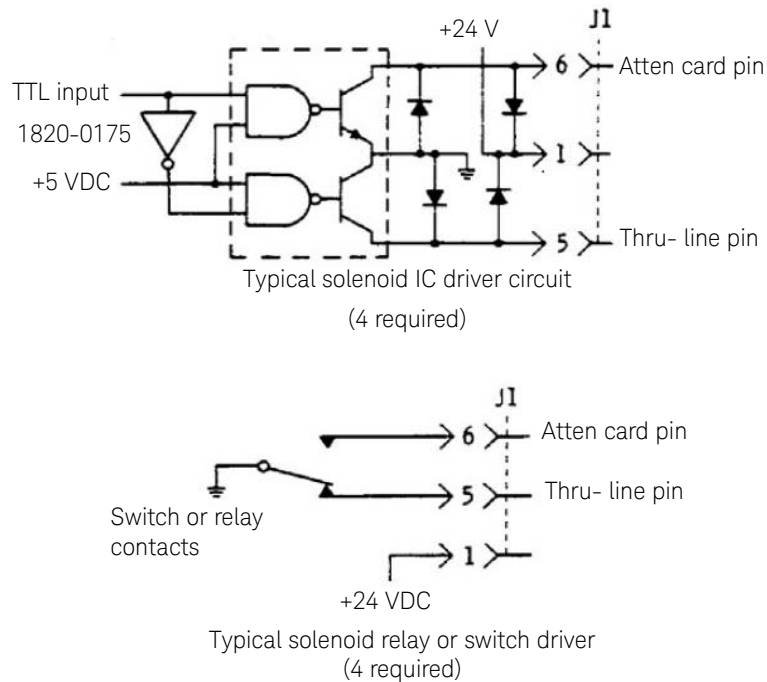 J1
+24 V
6 Atten card pin
TTL input
1820-0175
1
+5 VDC
5 Thru- line pin
Typical solenoid IC driver circuit
(4 required)
J1
6 Atten card pin
5 Thru- line pin
Switch or relay
contacts
1
+24 VDC
Typical solenoid relay or switch driver
(4 required)